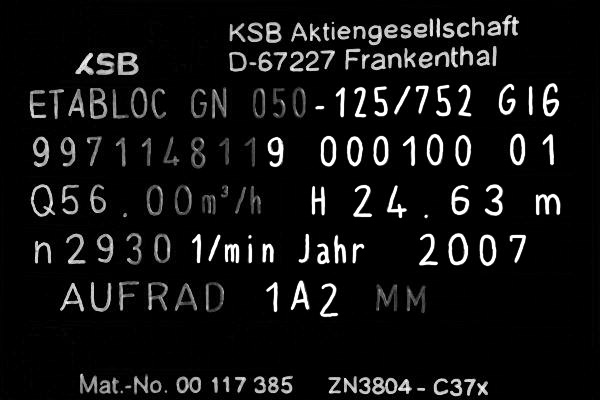 KSB Aktiengesellschaft
KSB D-67227 Frankenthal
ETABLOC GN 050-125/752 G16
9971148119 000100 01
Q56.00m³/h H 24.63 m
n2930 1/min Jahr 2007
AUFRAD 1A2 MM
Mat.-No. 00 117 385 ZN3804 - C37x